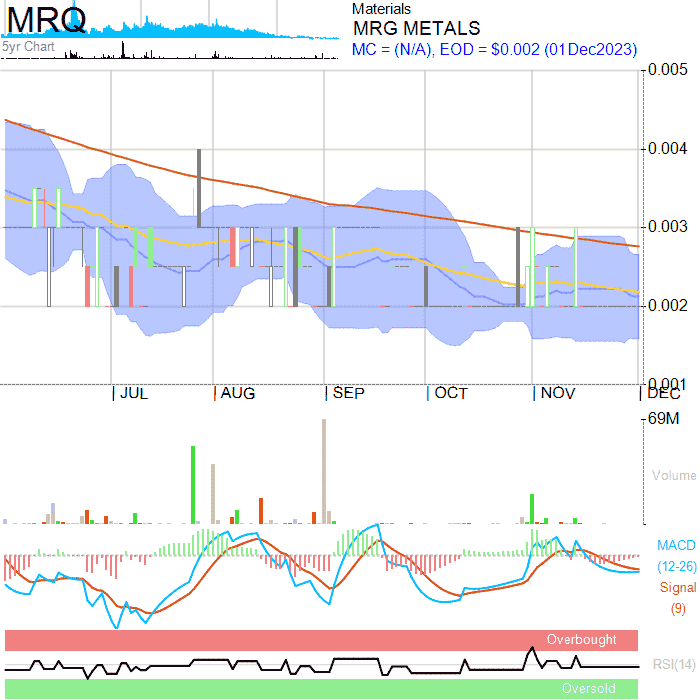 MRQ
5yr Chart
Materials
MRG METALS
MC = (N/A), EOD = $0.002 (01Dec2023)
0.005
0.004
0.003
0.002
0.001
JUL
AUG
SEP
OCT
NOV
DEC
69M
Volume
MACD
(12-26)
Signal
(9)
Overbought
RSI(14)
Oversold